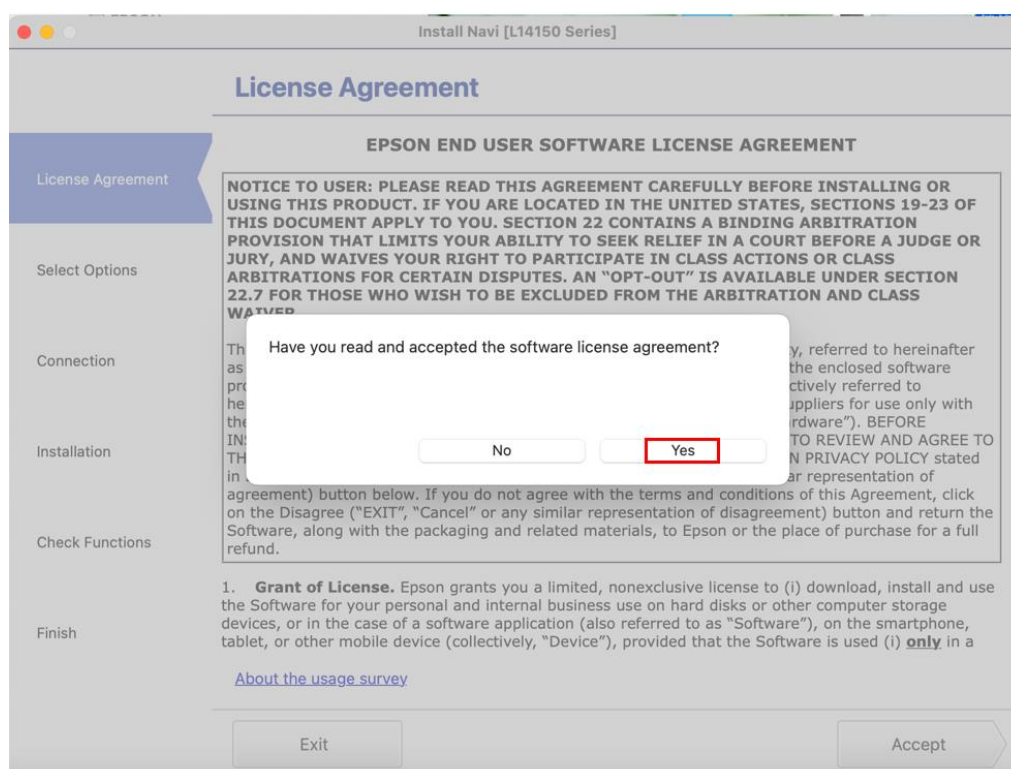 Install Navi [L14150 Series]
License Agreement
License Agreement
Select Options
Connection
Installation
Check Functions
Finish
EPSON END USER SOFTWARE LICENSE AGREEMENT
NOTICE TO USER: PLEASE READ THIS AGREEMENT CAREFULLY BEFORE INSTALLING OR
USING THIS PRODUCT. IF YOU ARE LOCATED IN THE UNITED STATES, SECTIONS 19-23 OF
THIS DOCUMENT APPLY TO YOU. SECTION 22 CONTAINS A BINDING ARBITRATION
PROVISION THAT LIMITS YOUR ABILITY TO SEEK RELIEF IN A COURT BEFORE A JUDGE OR
JURY, AND WAIVES YOUR RIGHT TO PARTICIPATE IN CLASS ACTIONS OR CLASS
ARBITRATIONS FOR CERTAIN DISPUTES. AN “OPT-OUT” IS AVAILABLE UNDER SECTION
22.7 FOR THOSE WHO WISH TO BE EXCLUDED FROM THE ARBITRATION AND CLASS
WAIVER
Have you read and accepted the software license agreement?
No
Yes
referred to hereinafter
as the enclosed software
referred to
for use only with
BEFORE
TO REVIEW AND AGREE TO
PRIVACY POLICY stated
in representation of
agreement) button below. If you do not agree with the terms and conditions of this Agreement, click
on the Disagree (“EXIT”, “Cancel” or any similar representation of disagreement) button and return the
Software, along with the packaging and related materials, to Epson or the place of purchase for a full
refund.
1. Grant of License. Epson grants you a limited, nonexclusive license to (i) download, install and use
the Software for your personal and internal business use on hard disks or other computer storage
devices, or in the case of a software application (also referred to as “Software”), on the smartphone,
tablet, or other mobile device (collectively, “Device”), provided that the Software is used (i) only in a
About the usage survey
Exit
Accept